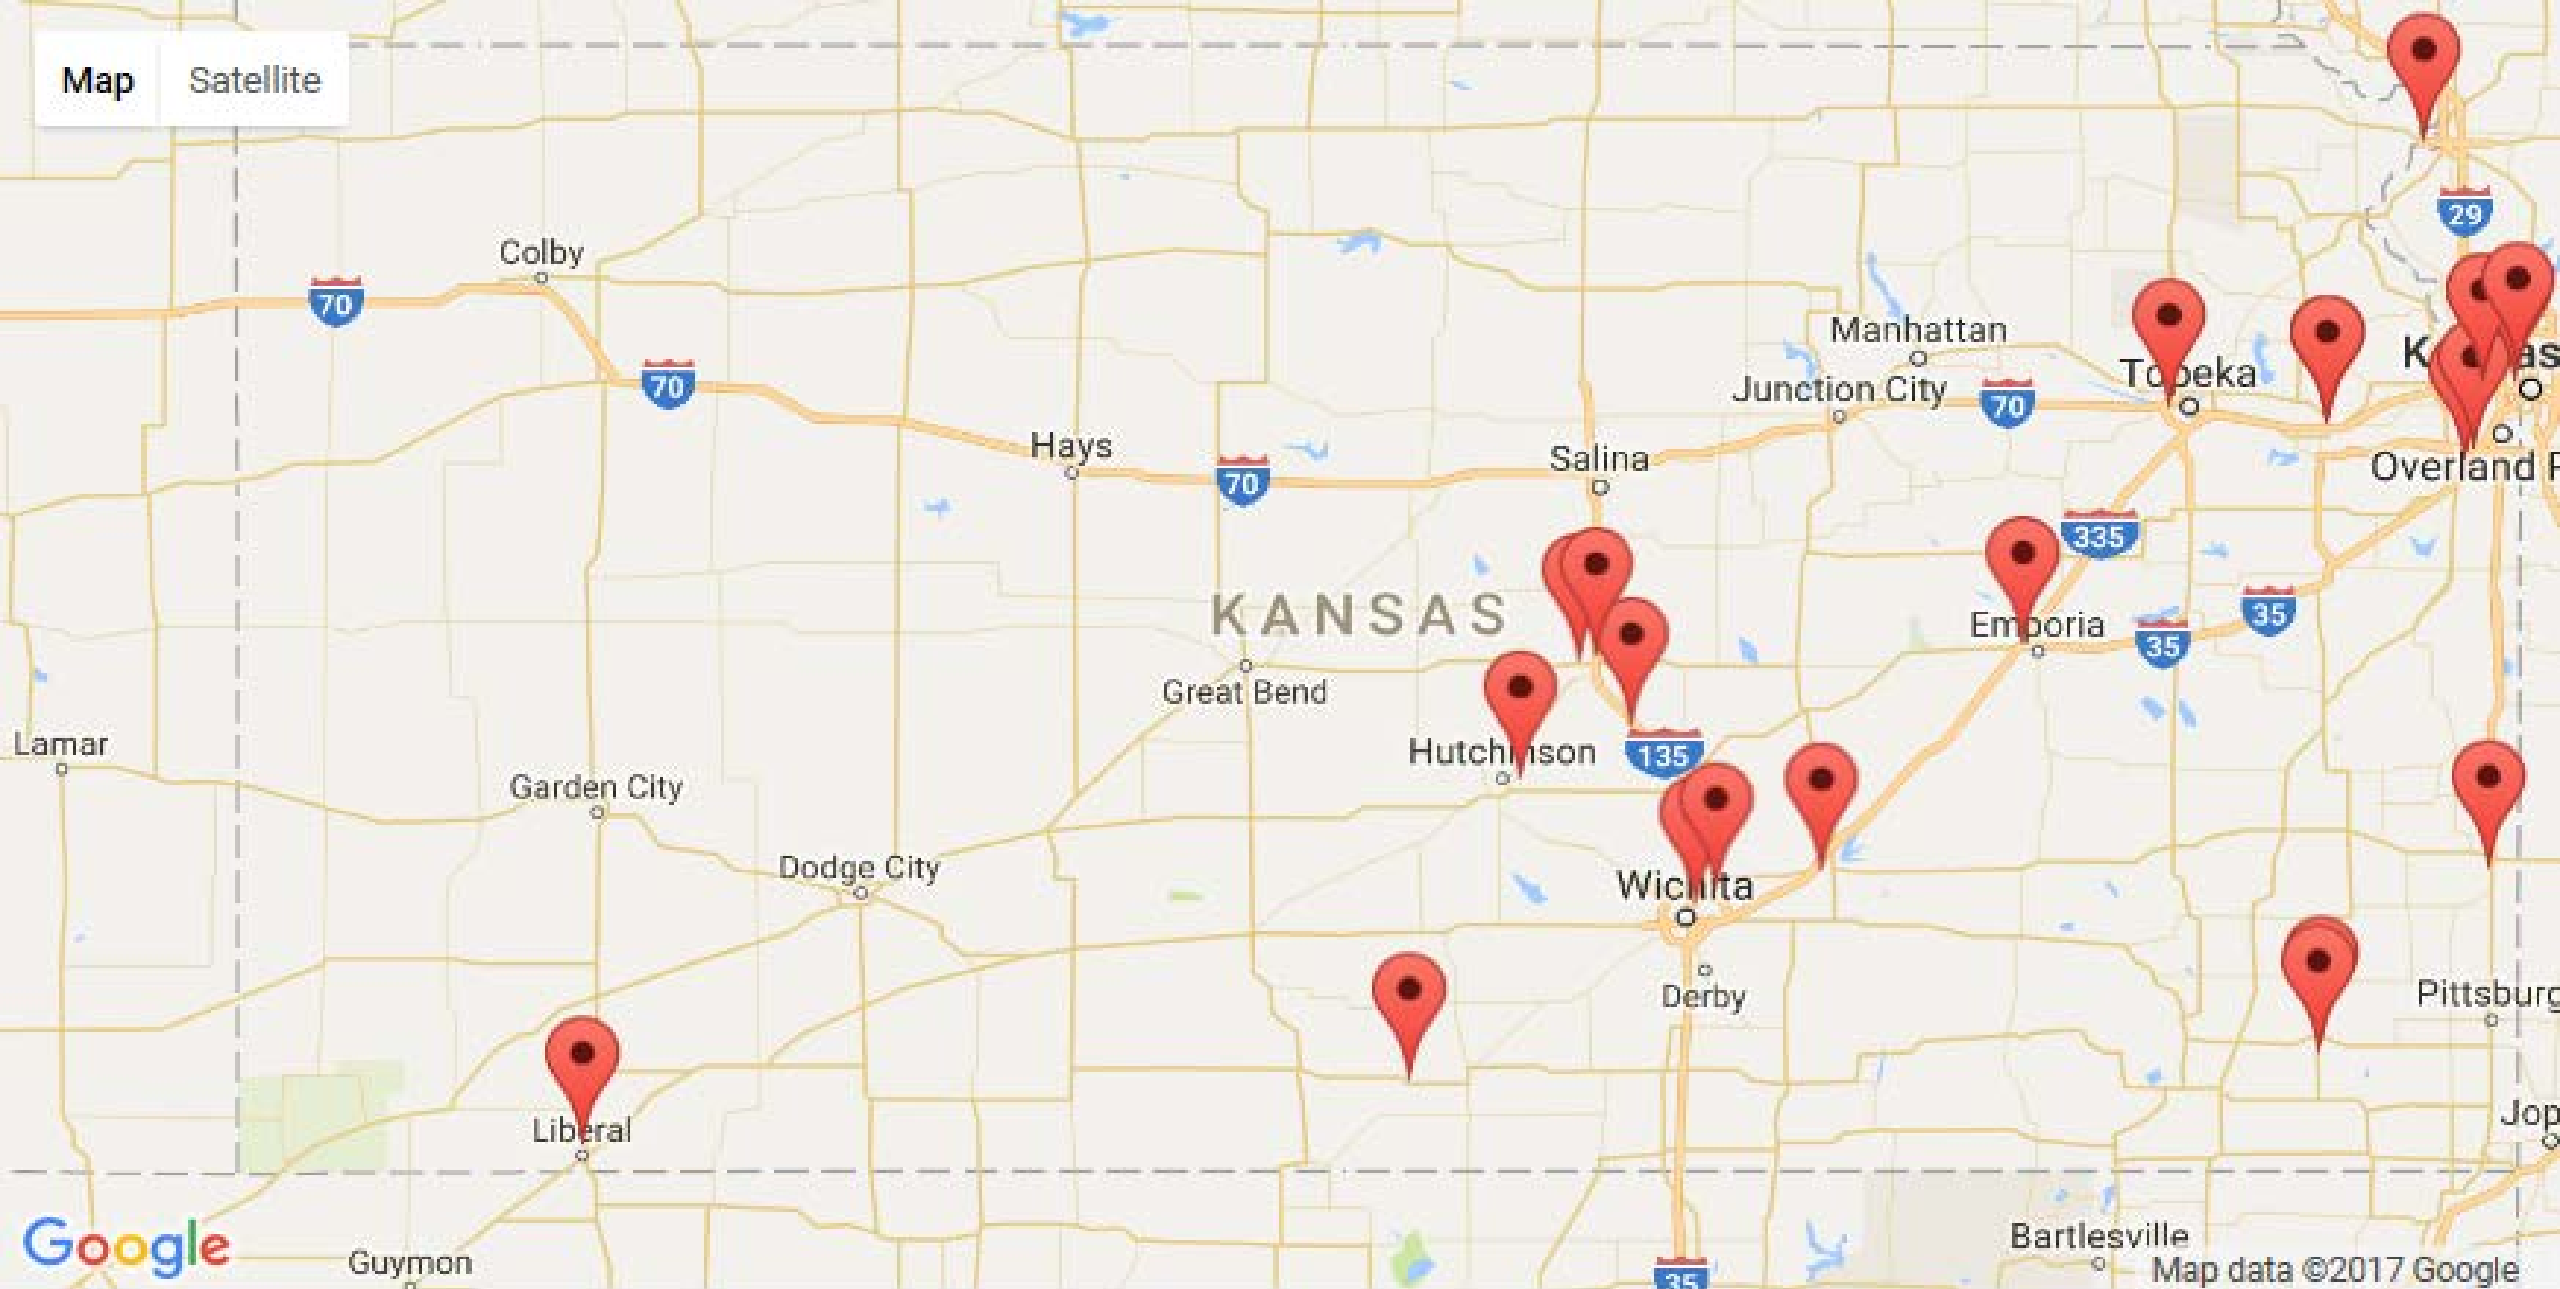 Map Satellite
29
Colby
70
Manhattan
70
Topeka
Junction City
70
Hays
Salina
70
Overland
335
KANSAS
Emporia
35
35
Great Bend
Lamar
Hutchinson
135
Garden City
Dodge City
Wichita
Derby
Pittsburg
Liberal
Jop
Bartlesville
Google
Guymon
35
Map data ©2017 Google